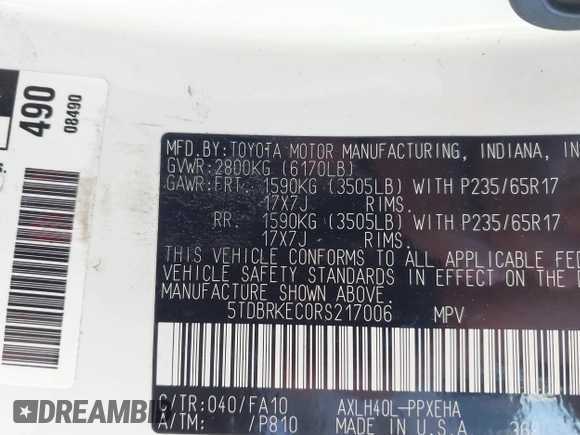 490
08490
MFD.BY:TOYOTA MOTOR MANUFACTURING, INDIANA, IN
GVWR:2800KG (6170LB)
GAWR:FRT. 1590KG (3505LB) WITH P235/65R17
17X7J RIMS.
RR. 1590KG (3505LB) WITH P235/65R17
17X7J RIMS.
THIS VEHICLE CONFORMS TO ALL APPLICABLE FED
VEHICLE SAFETY STANDARDS IN EFFECT ON THE
MANUFACTURE SHOWN ABOVE.
5TDBRKEC0RS217006 MPV
C/TR:040/FA10 AXLH40L-PPXEHA
A/TM: /P810 MADE IN U.S.A
DREAMBID